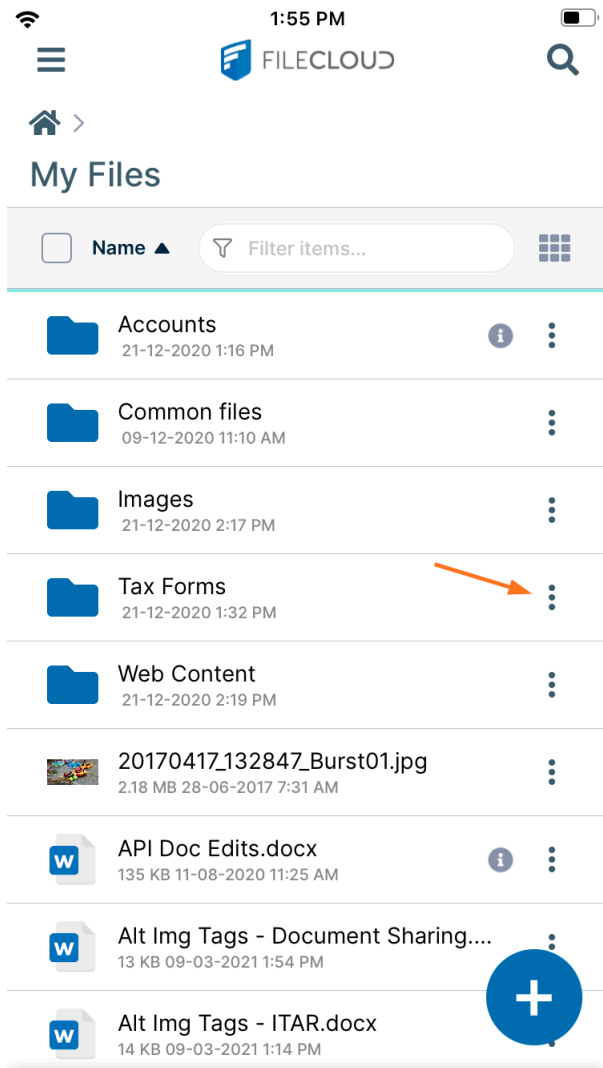 1:55 PM
FILECLOUD
My Files
Name ▲
Filter items...
Accounts
21-12-2020 1:16 PM
Common files
09-12-2020 11:10 AM
Images
21-12-2020 2:17 PM
Tax Forms
21-12-2020 1:32 PM
Web Content
21-12-2020 2:19 PM
20170417_132847_Burst01.jpg
2.18 MB 28-06-2017 7:31 AM
API Doc Edits.docx
135 KB 11-08-2020 11:25 AM
W
Alt Img Tags - Document Sharing....
13 KB 09-03-2021 1:54 PM
W
Alt Img Tags - ITAR.docx
14 KB 09-03-2021 1:14 PM
W